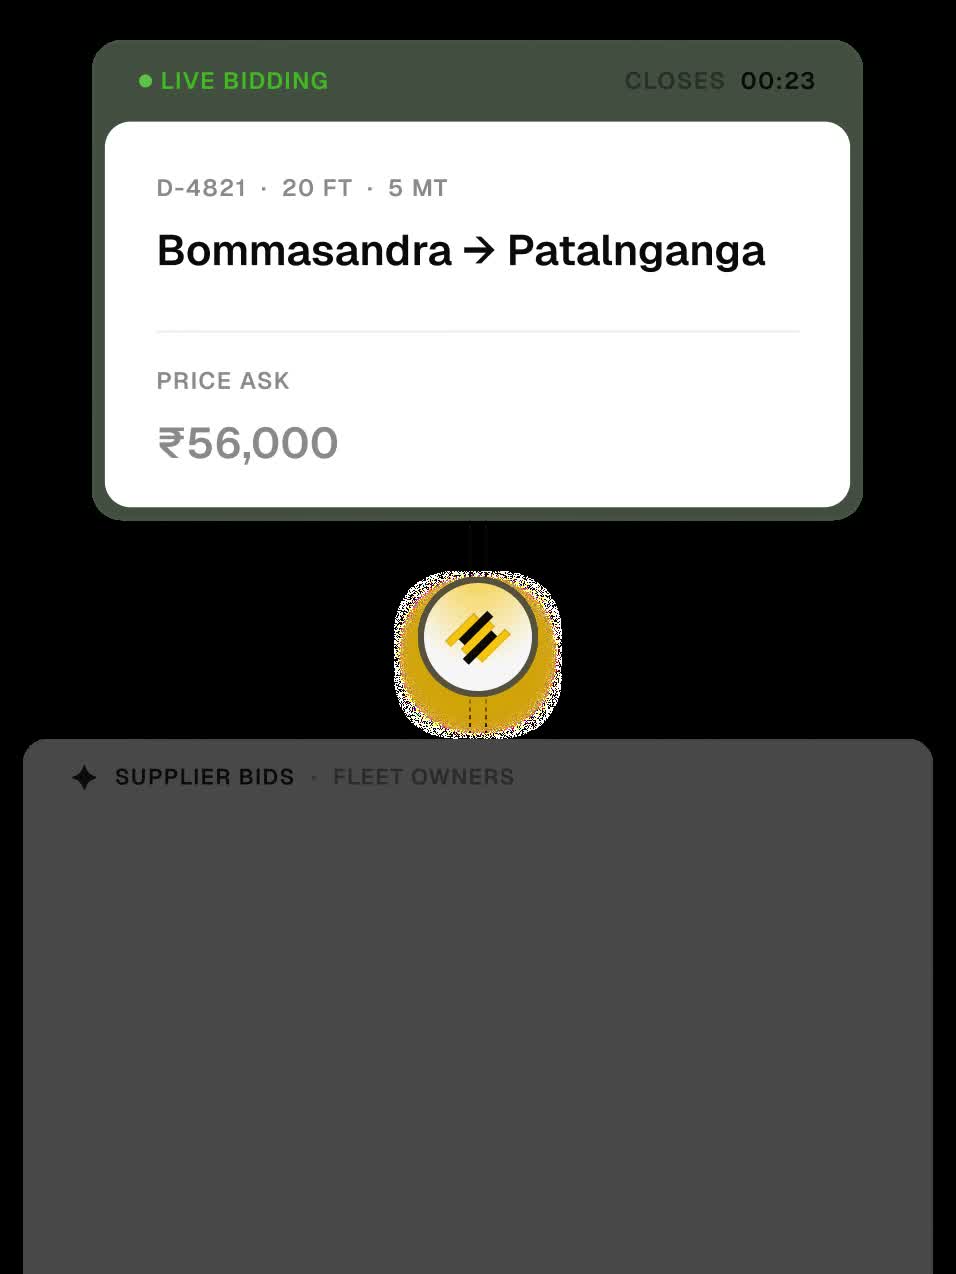 LIVE BIDDING CLOSES 00:23
D-4821 · 20 FT · 5 MT
Bommasandra → Patalnganga
PRICE ASK
₹56,000
SUPPLIER BIDS · FLEET OWNERS